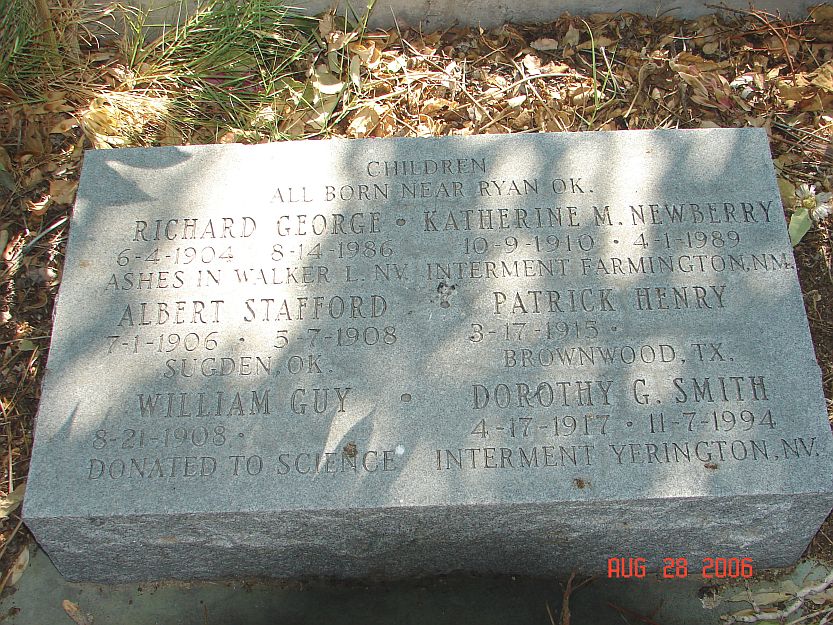 CHILDREN
ALL BORN NEAR RYAN OK.
RICHARD GEORGE • KATHERINE M. NEWBERRY
6-4-1904 • 8-14-1986 10-9-1910 • 4-1-1989
ASHES IN WALKER L. NV. INTERMENT FARMINGTON, NM.
ALBERT STAFFORD • PATRICK HENRY
7-1-1906 • 5-7-1908 3-17-1915 •
SUGDEN, OK. BROWNWOOD, TX.
WILLIAM GUY • DOROTHY G. SMITH
8-21-1908 • 4-17-1917 • 11-7-1994
DONATED TO SCIENCE INTERMENT YERINGTON, NV.
AUG 28 2006